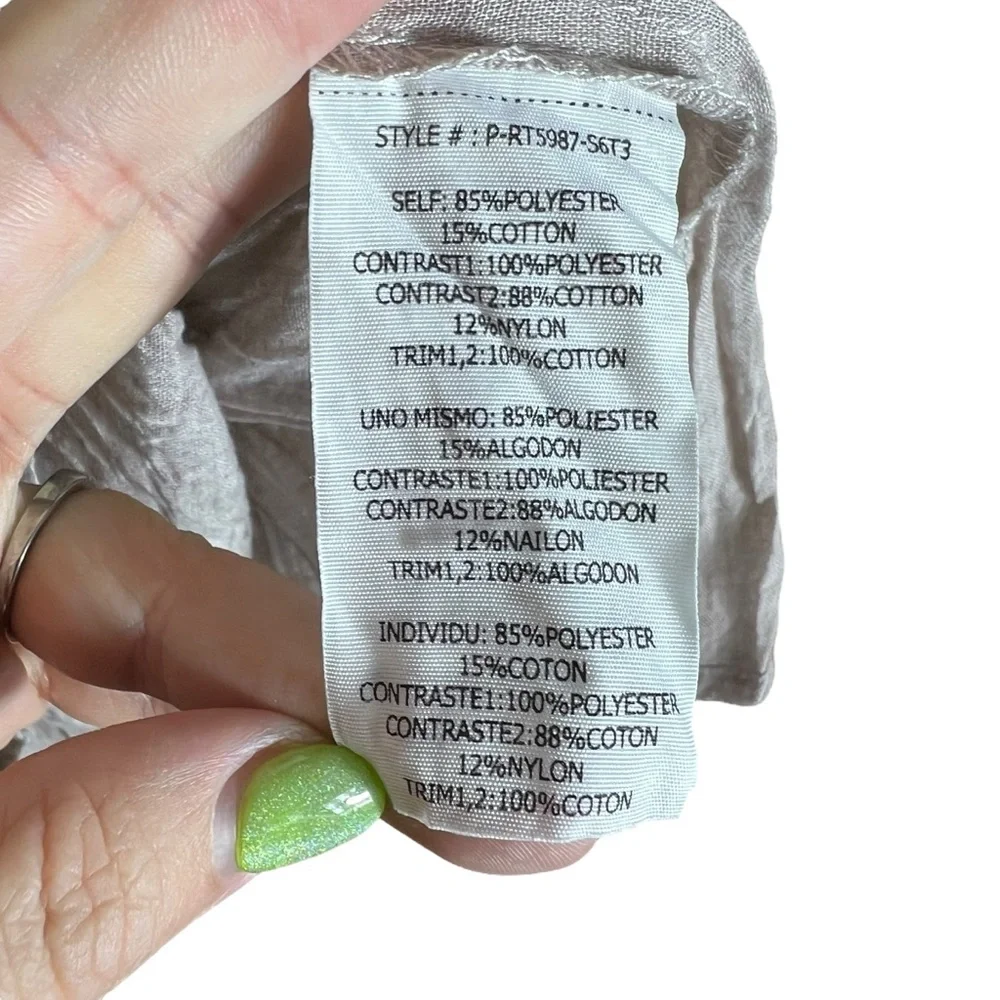 STYLE # : P-RT5987-S6T3
SELF: 85%POLYESTER
15%COTTON
CONTRAST1:100%POLYESTER
CONTRAST2:88%COTTON
12%NYLON
TRIM1,2:100%COTTON
UNO MISMO: 85%POLIESTER
15%ALGODON
CONTRASTE1:100%POLIESTER
CONTRASTE2:88%ALGODON
12%NAILON
TRIM1,2:100%ALGODON
INDIVIDU: 85%POLYESTER
15%COTON
CONTRASTE1:100%POLYESTER
CONTRASTE2:88%COTON
12%NYLON
TRIM1,2:100%COTON